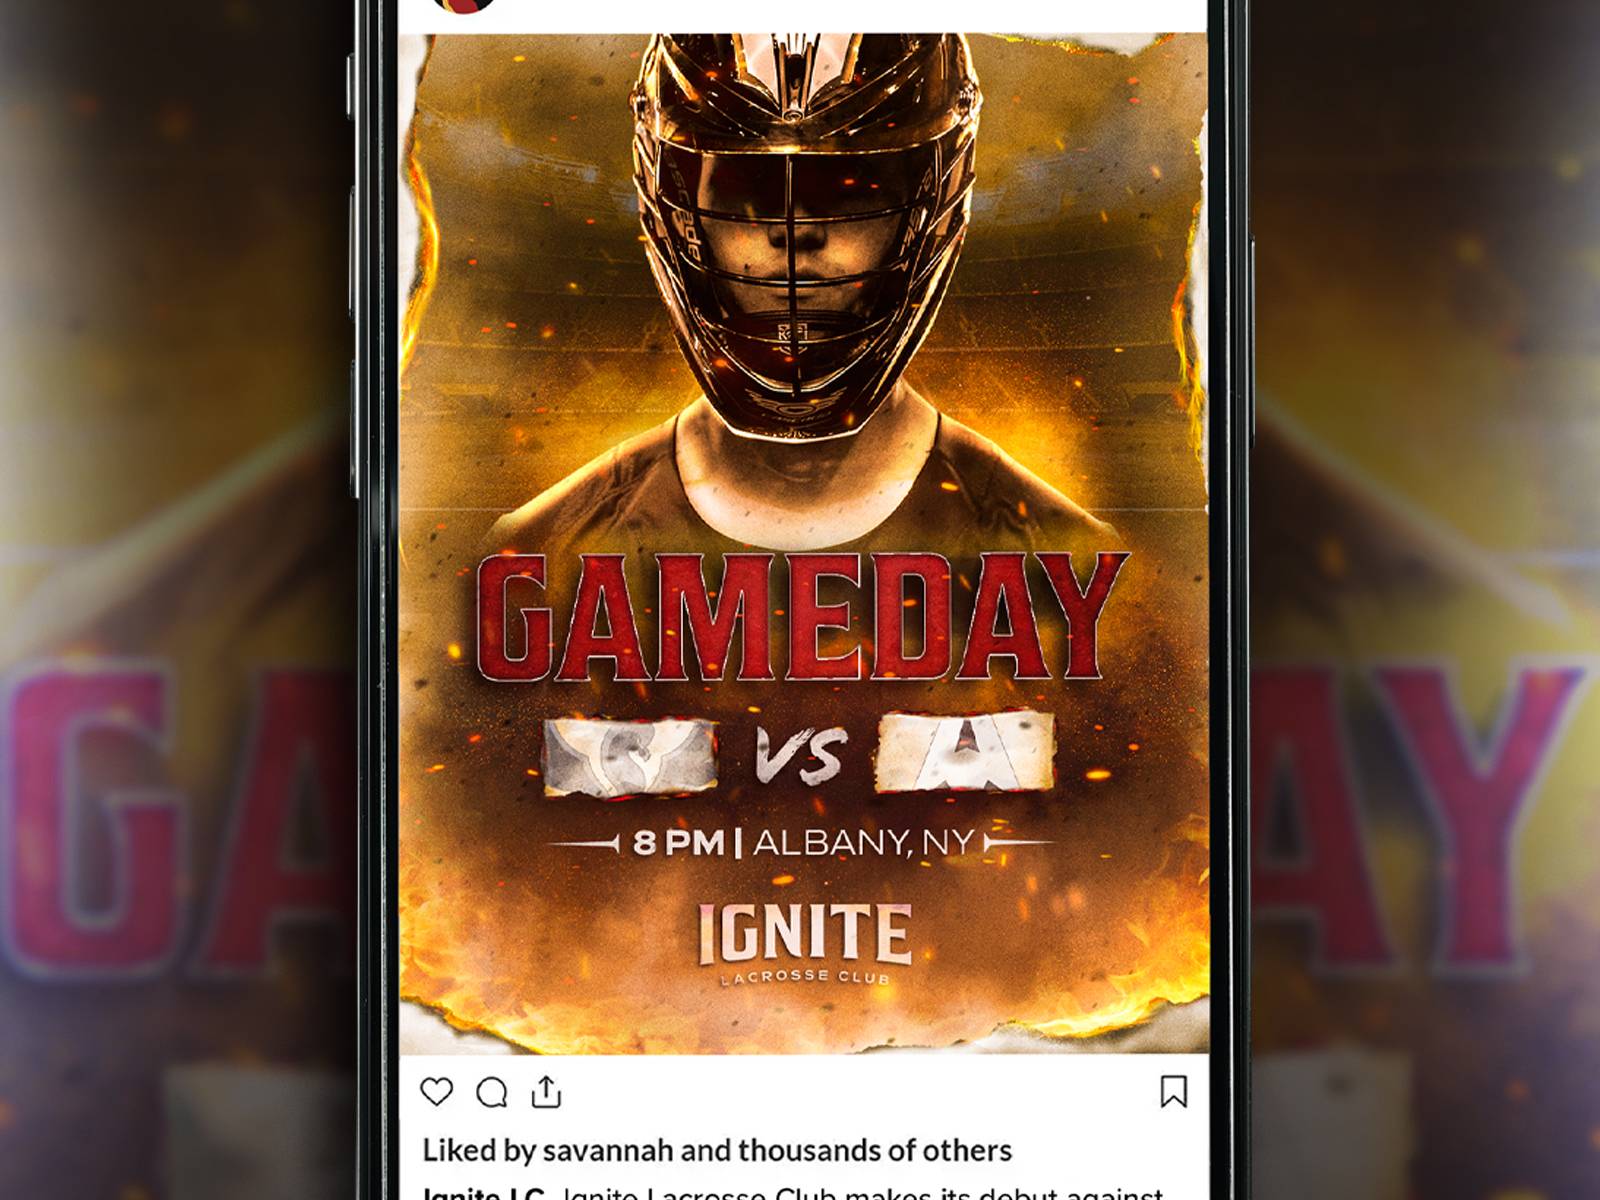 GAMEDAY
VS
8 PM | ALBANY, NY
IGNITE
LACROSSE CLUB
Liked by savannah and thousands of others
Ignite LC Ignite Lacrosse Club makes its debut against